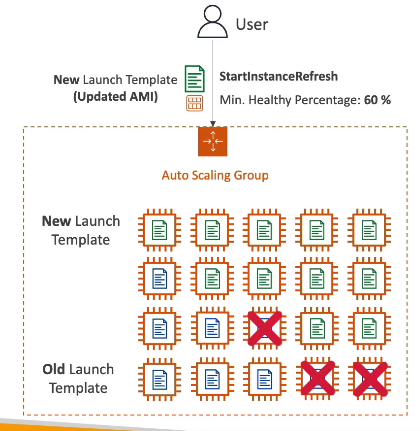 User
New Launch Template
(Updated AMI)
StartInstanceRefresh
Min. Healthy Percentage: 60 %
Auto Scaling Group
New Launch
Template
Old Launch
Template